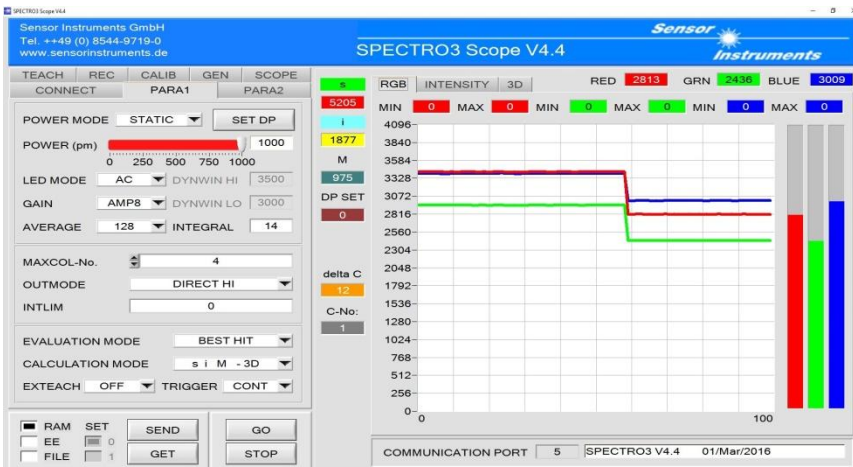 SPECTRO3 Scope V4.4
Sensor Instruments GmbH
Tel. ++49 (0) 8544-9719-0
www.sensorinstruments.de
SPECTRO3 Scope V4.4
Sensor
Instruments
TEACH REC CALIB GEN SCOPE
CONNECT PARA1 PARA2
POWER MODE STATIC SET DP
POWER (pm) 1000
0 250 500 750 1000
LED MODE AC DYNWIN HI 3500
GAIN AMP8 DYNWIN LO 3000
AVERAGE 128 INTEGRAL 14
MAXCOL-No. 4
OUTMODE DIRECT HI
INTLIM 0
EVALUATION MODE BEST HIT
CALCULATION MODE s i M - 3D
EXTEACH OFF TRIGGER CONT
RAM SET SEND GO
EE 0
FILE 1 GET STOP
s
5205
i
1877
M
975
DP SET
0
delta C
12
C-No:
1
RGB INTENSITY 3D RED 2813 GRN 2436 BLUE 3009
MIN 0 MAX 0 MIN 0 MAX 0 MIN 0 MAX 0
4096
3840
3584
3328
3072
2816
2560
2304
2048
1792
1536
1280
1024
768
512
256
0
0 100
COMMUNICATION PORT 5 SPECTRO3 V4.4 01/Mar/2016